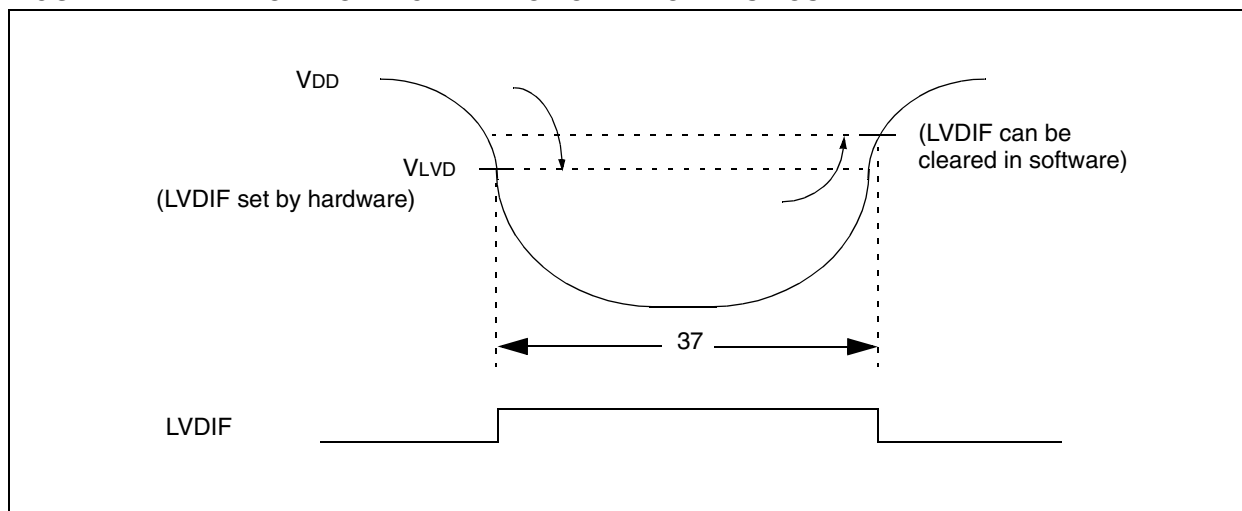 VDD
(LVDIF can be
cleared in software)
VLVD
(LVDIF set by hardware)
37
LVDIF